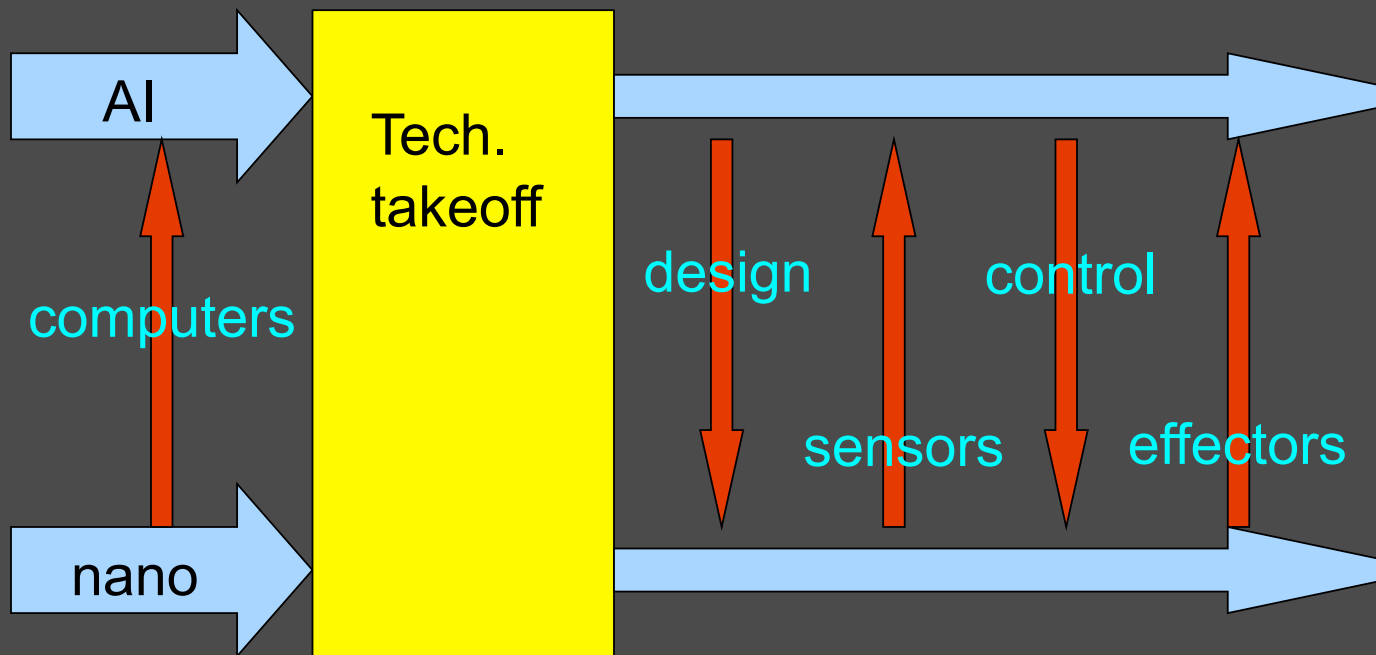 AI
Tech.
takeoff
design
control
computers
sensors
effectors
nano